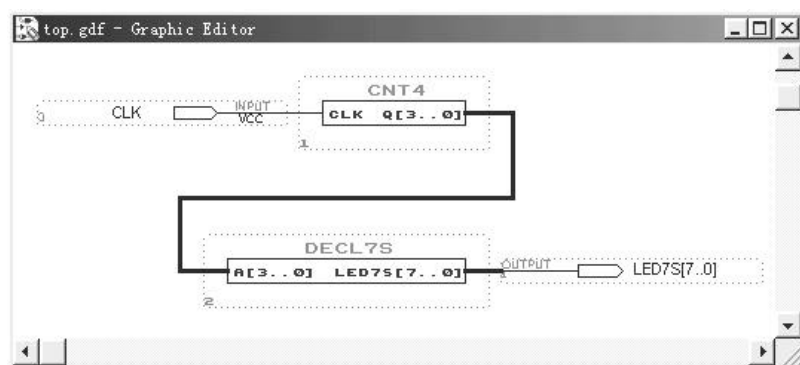 top.gdf - Graphic Editor
CNT4
CLK INPUT VCC CLK Q[3..0]
1
DECL7S
A[3..0] LED7S[7..0] OUTPUT LED7S[7..0]
2